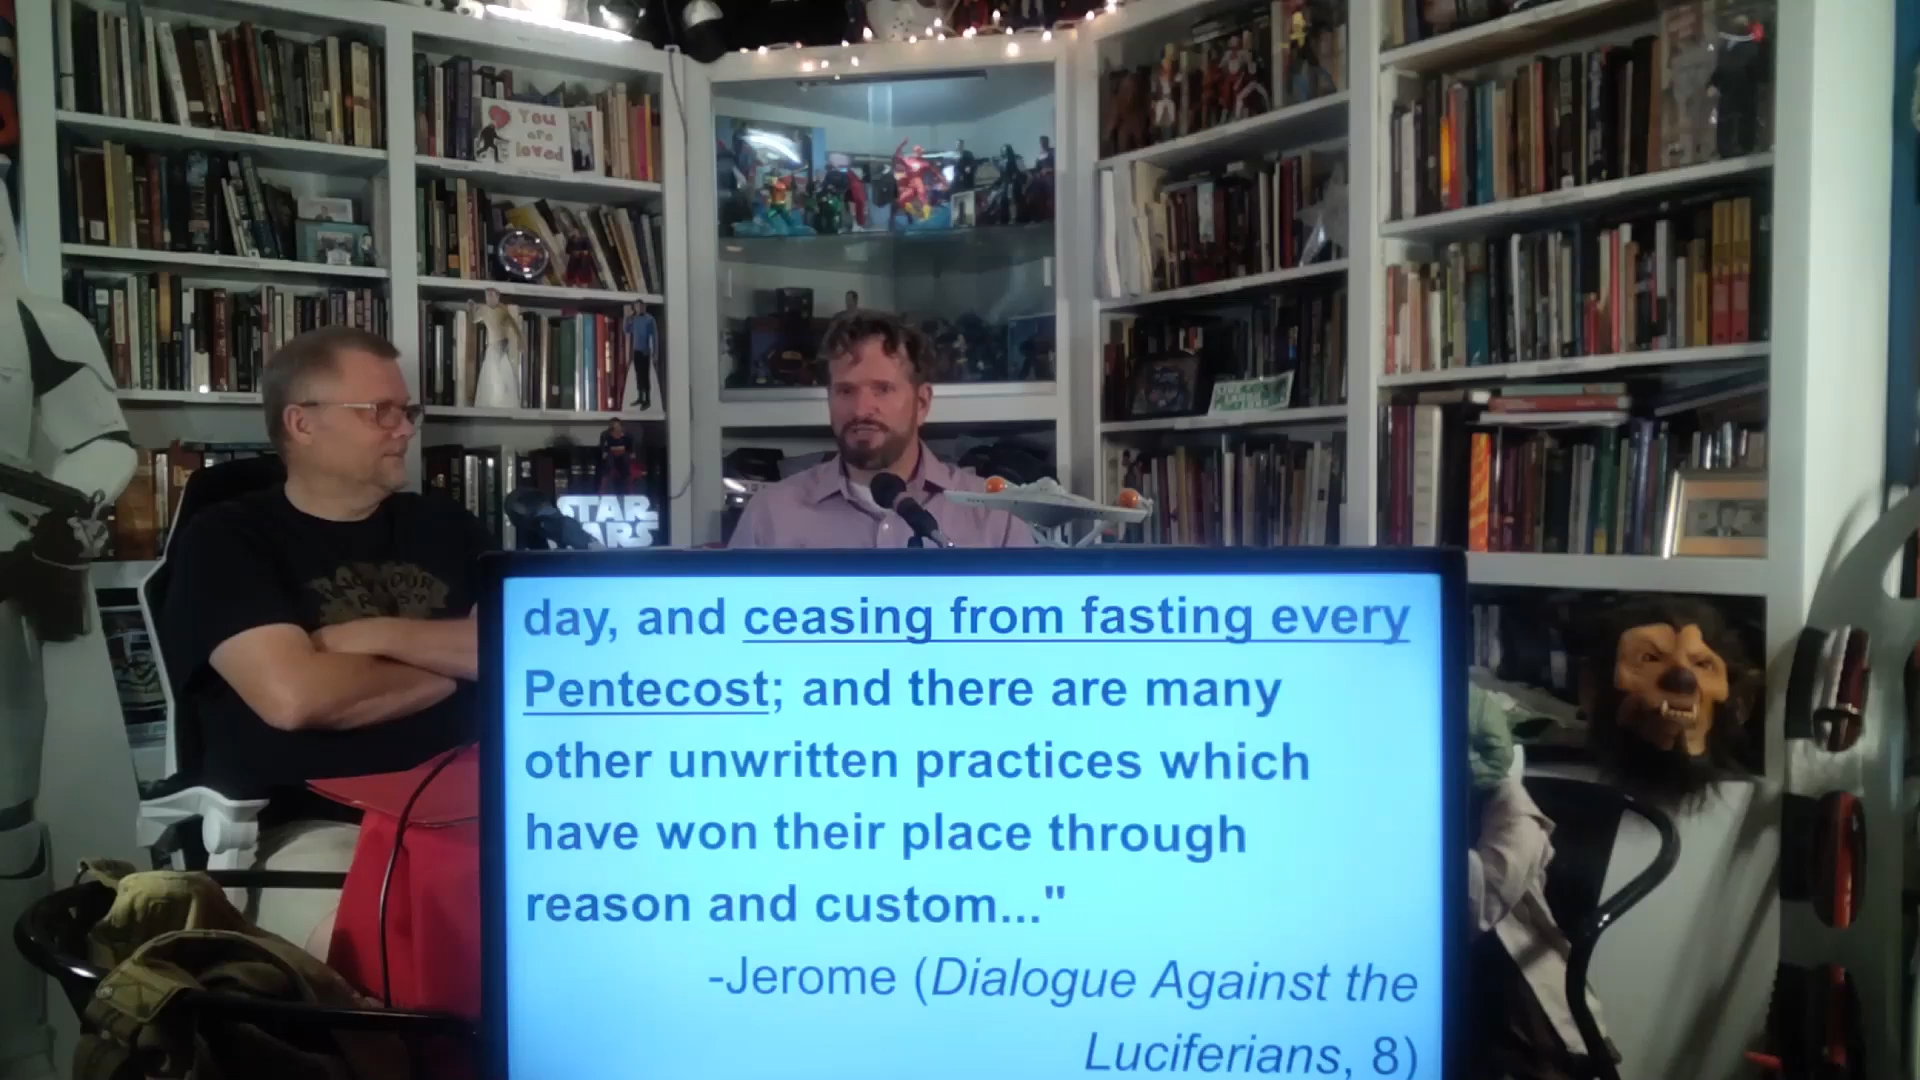 You
are
loved
STAR
WARS
day, and ceasing from fasting every
Pentecost; and there are many
other unwritten practices which
have won their place through
reason and custom..."
-Jerome (Dialogue Against the
Luciferians, 8)